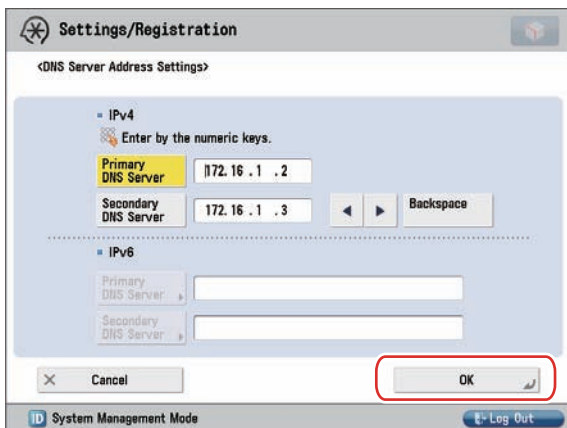 Settings/Registration
<DNS Server Address Settings>
IPv4
Enter by the numeric keys.
Primary
DNS Server
172. 16 . 1 . 2
Secondary
DNS Server
172. 16 . 1 . 3
Backspace
IPv6
Primary
DNS Server
Secondary
DNS Server
Cancel
OK
ID System Management Mode
Log Out